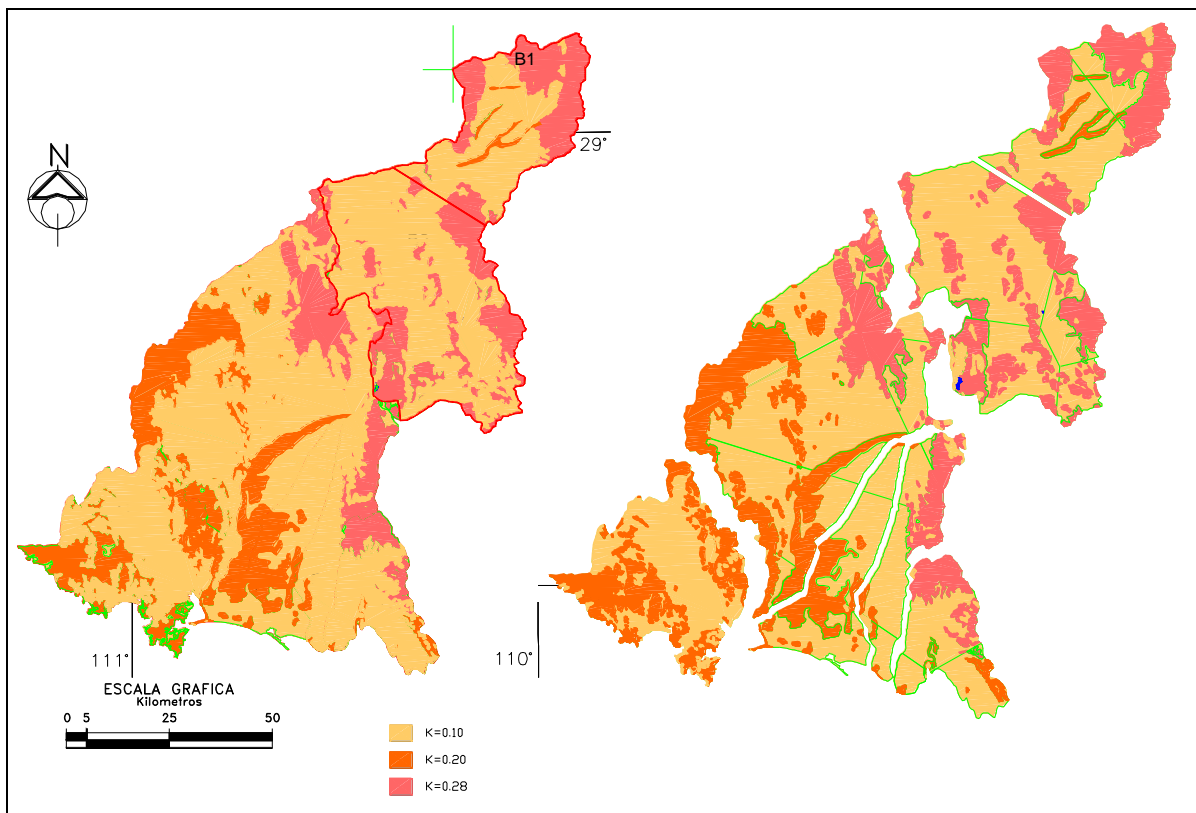 B1
29°
N
111°
110°
ESCALA GRAFICA
Kilometros
0 5 25 50
K=0.10
K=0.20
K=0.28